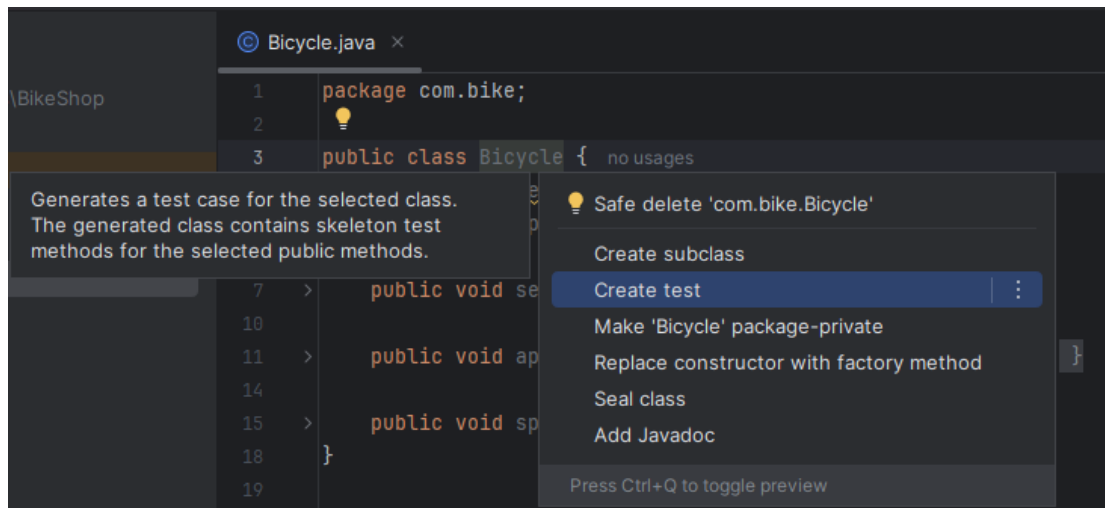 Bicycle.java
\BikeShop
1 package com.bike;
2
3 public class Bicycle { no usages
Generates a test case for the selected class.
The generated class contains skeleton test
methods for the selected public methods.
7 public void se
10
11 public void ap }
14
15 public void sp
18 }
19
Safe delete 'com.bike.Bicycle'
Create subclass
Create test
Make 'Bicycle' package-private
Replace constructor with factory method
Seal class
Add Javadoc
Press Ctrl+Q to toggle preview